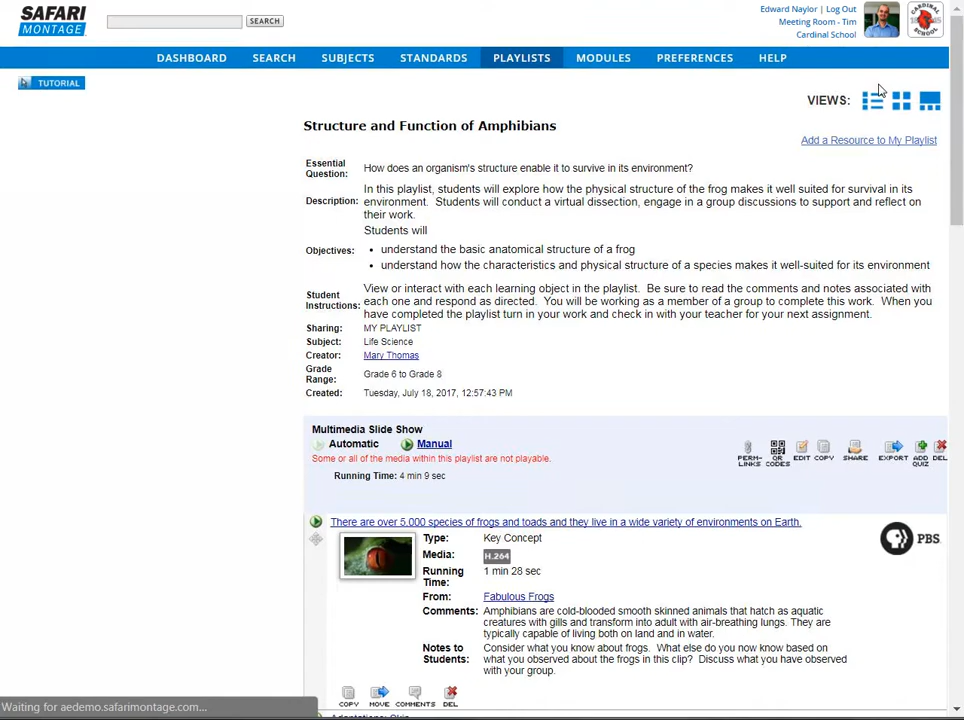 SAFARI
MONTAGE
SEARCH
Edward Naylor | Log Out
Meeting Room - Tim
Cardinal School
CARDINAL
SCHOOL
DASHBOARD SEARCH SUBJECTS STANDARDS PLAYLISTS MODULES PREFERENCES HELP
TUTORIAL
VIEWS:
Structure and Function of Amphibians
Add a Resource to My Playlist
Essential Question: How does an organism's structure enable it to survive in its environment?
Description: In this playlist, students will explore how the physical structure of the frog makes it well suited for survival in its
environment. Students will conduct a virtual dissection, engage in a group discussions to support and reflect on
their work.
Students will
Objectives: • understand the basic anatomical structure of a frog
• understand how the characteristics and physical structure of a species makes it well-suited for its environment
Student Instructions: View or interact with each learning object in the playlist. Be sure to read the comments and notes associated with
each one and respond as directed. You will be working as a member of a group to complete this work. When you
have completed the playlist turn in your work and check in with your teacher for your next assignment.
Sharing: MY PLAYLIST
Subject: Life Science
Creator: Mary Thomas
Grade Range: Grade 6 to Grade 8
Created: Tuesday, July 18, 2017, 12:57:43 PM
Multimedia Slide Show
Automatic Manual
Some or all of the media within this playlist are not playable.
Running Time: 4 min 9 sec
PERM-LINKS QR CODES EDIT COPY SHARE EXPORT ADD QUIZ DEL
There are over 5,000 species of frogs and toads and they live in a wide variety of environments on Earth.
PBS
Type: Key Concept
Media: H.264
Running Time: 1 min 28 sec
From: Fabulous Frogs
Comments: Amphibians are cold-blooded smooth skinned animals that hatch as aquatic
creatures with gills and transform into adult with air-breathing lungs. They are
typically capable of living both on land and in water.
Notes to Students: Consider what you know about frogs. What else do you now know based on
what you observed about the frogs in this clip? Discuss what you have observed
with your group.
COPY MOVE COMMENTS DEL
Adaptations: Skin
Waiting for aedemo.safarimontage.com...